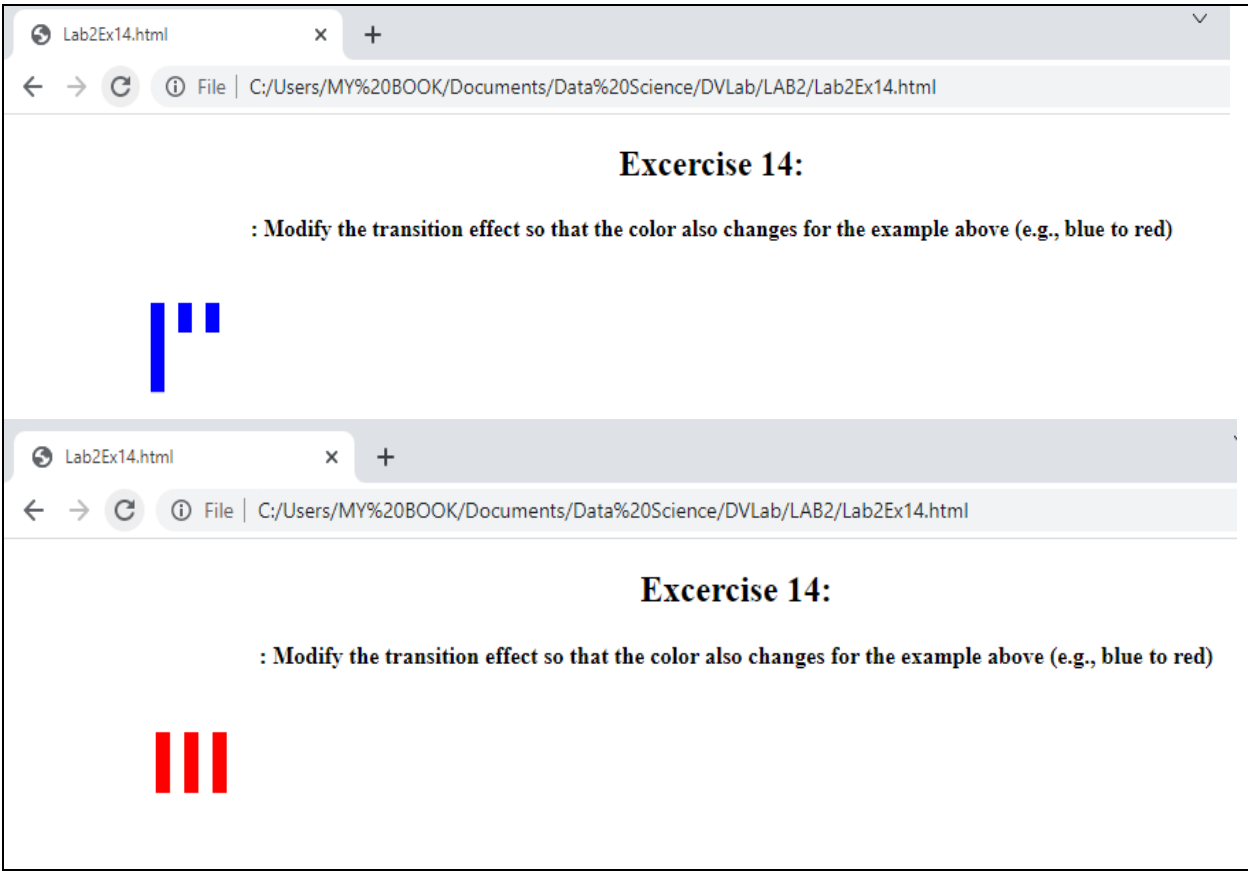 Lab2Ex14.html
File | C:/Users/MY%20BOOK/Documents/Data%20Science/DVLab/LAB2/Lab2Ex14.html
Excercise 14:
: Modify the transition effect so that the color also changes for the example above (e.g., blue to red)
Lab2Ex14.html
File | C:/Users/MY%20BOOK/Documents/Data%20Science/DVLab/LAB2/Lab2Ex14.html
Excercise 14:
: Modify the transition effect so that the color also changes for the example above (e.g., blue to red)